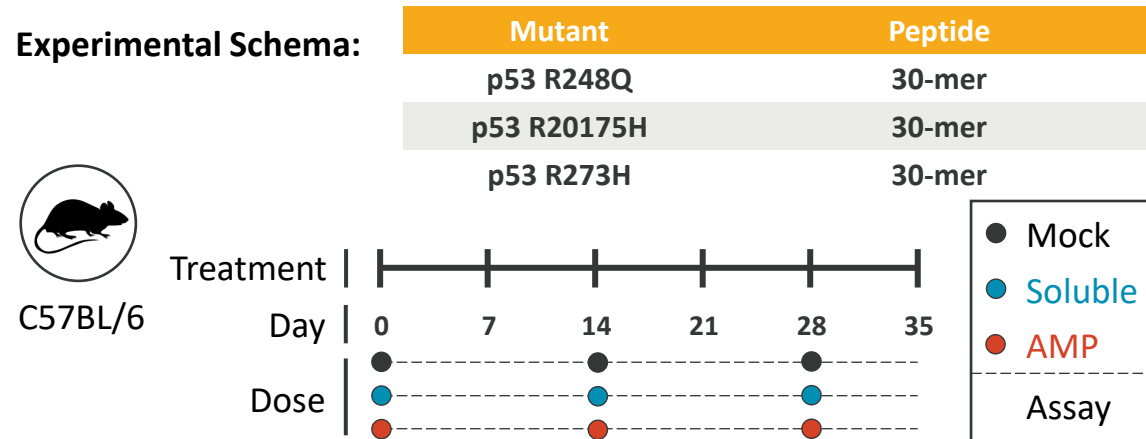 Experimental Schema:
Mutant Peptide
p53 R248Q 30-mer
p53 R20175H 30-mer
p53 R273H 30-mer
C57BL/6
Treatment
Day 0 7 14 21 28 35
Dose
Mock
Soluble
AMP
Assay